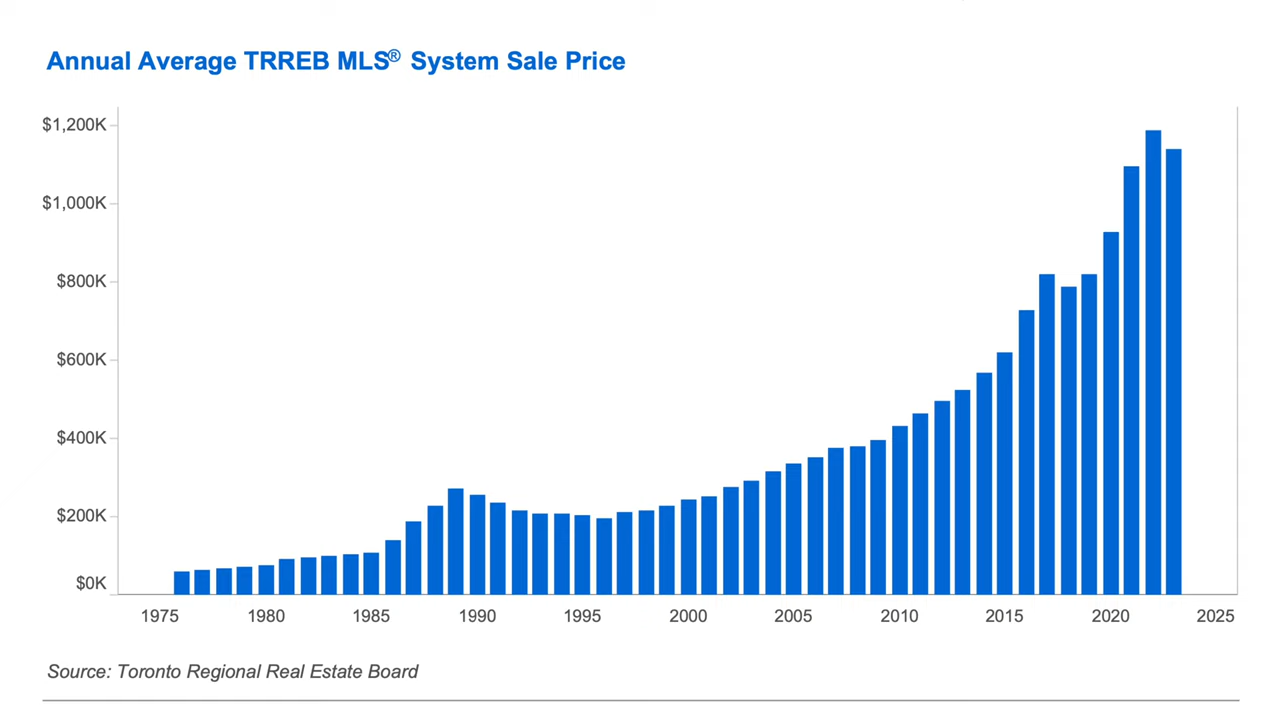 Annual Average TRREB MLS® System Sale Price
$1,200K
$1,000K
$800K
$600K
$400K
$200K
$0K
1975 1980 1985 1990 1995 2000 2005 2010 2015 2020 2025
Source: Toronto Regional Real Estate Board